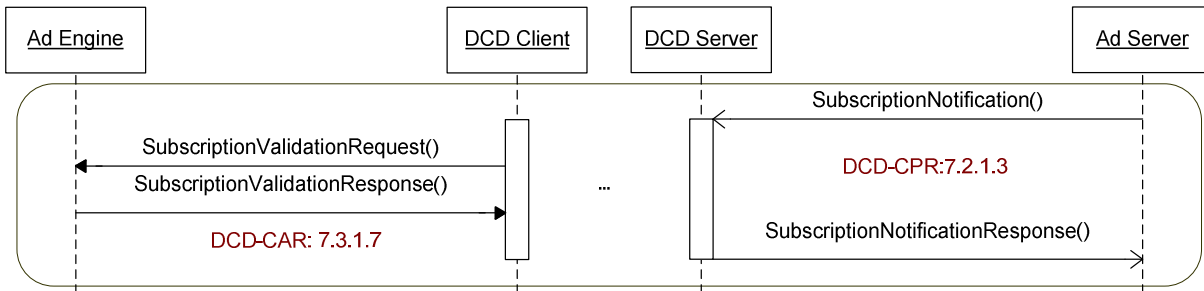 Ad Engine
DCD Client
DCD Server
Ad Server
SubscriptionNotification()
SubscriptionValidationRequest()
DCD-CPR:7.2.1.3
SubscriptionValidationResponse()
...
DCD-CAR: 7.3.1.7
SubscriptionNotificationResponse()